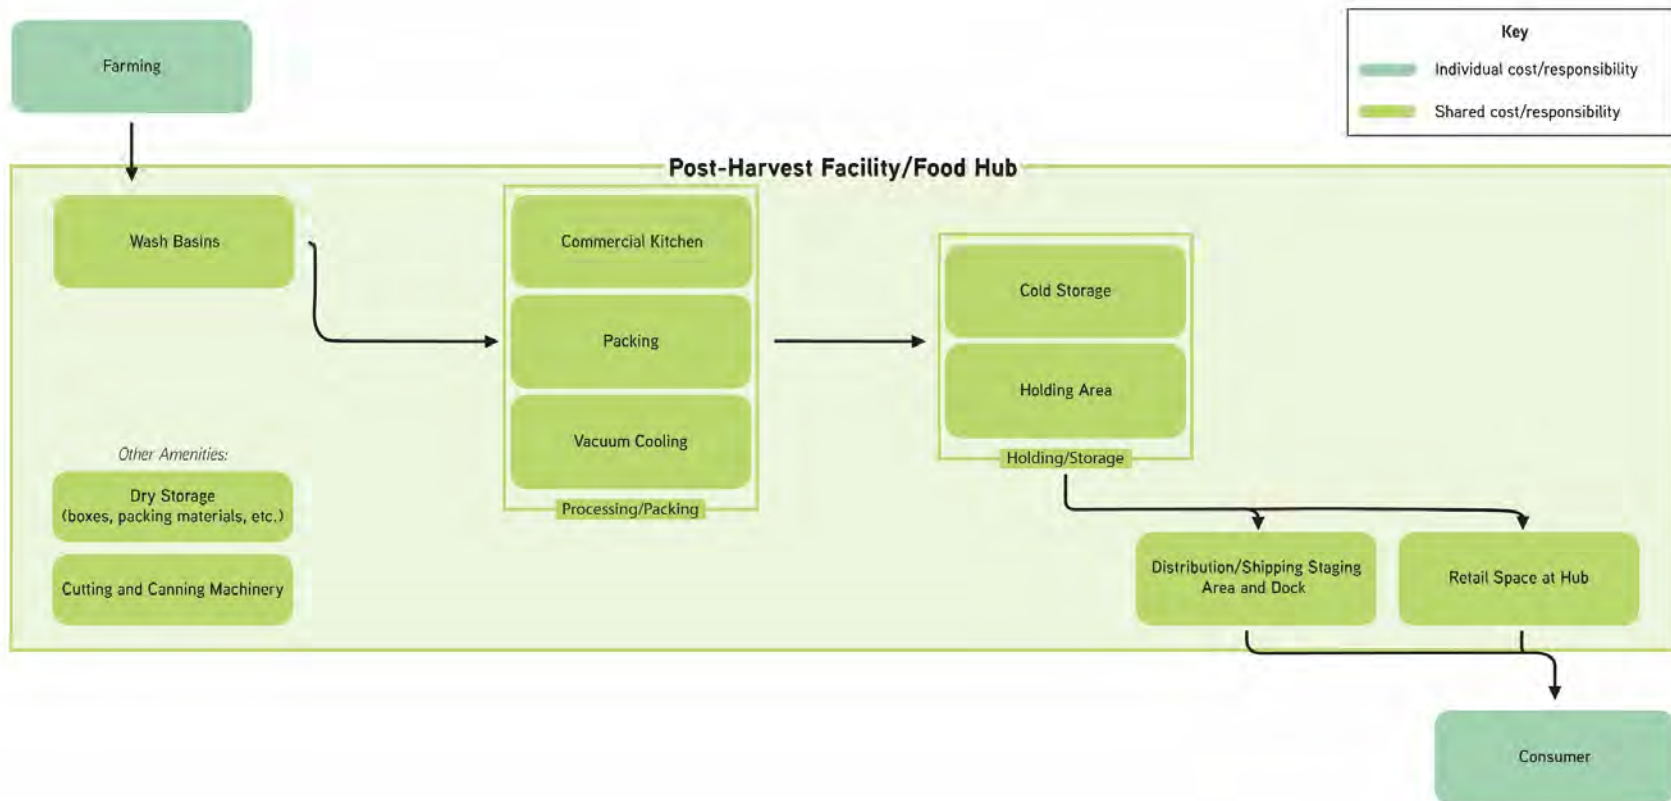 Farming
Key
Individual cost/responsibility
Shared cost/responsibility
Post-Harvest Facility/Food Hub
Wash Basins
Commercial Kitchen
Packing
Vacuum Cooling
Processing/Packing
Cold Storage
Holding Area
Holding/Storage
Other Amenities:
Dry Storage
(boxes, packing materials, etc.)
Cutting and Canning Machinery
Distribution/Shipping Staging
Area and Dock
Retail Space at Hub
Consumer